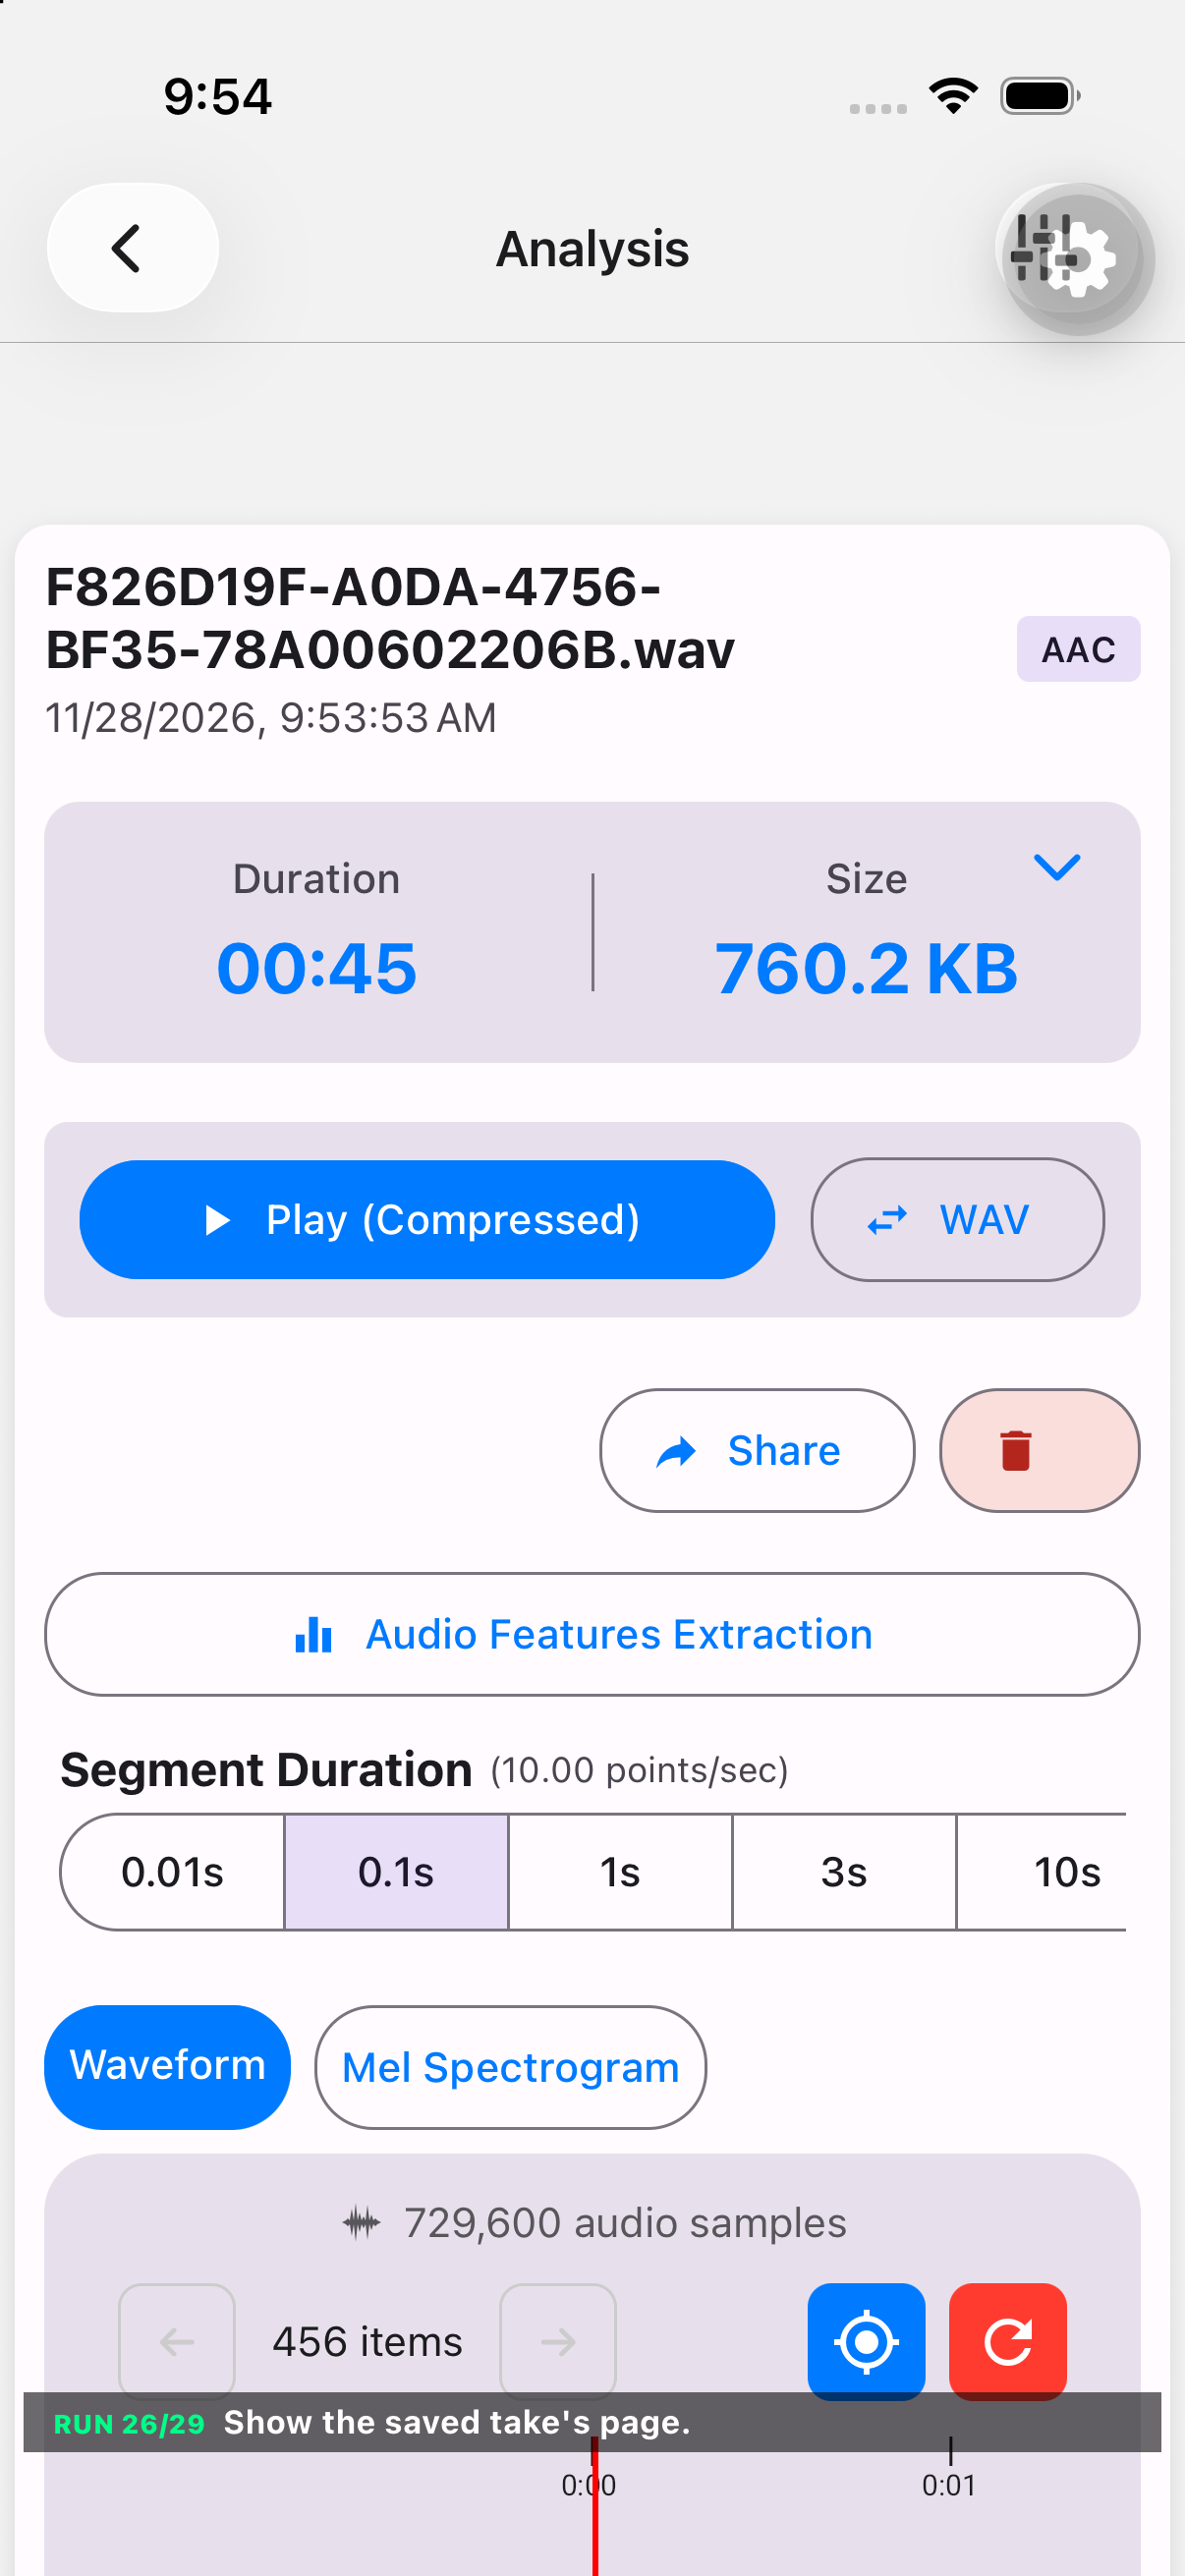 9:54
Analysis
F826D19F-A0DA-4756-
BF35-78A00602206B.wav
AAC
11/28/2026, 9:53:53 AM
Duration
Size
00:45
760.2 KB
Play (Compressed)
WAV
Share
Audio Features Extraction
Segment Duration (10.00 points/sec)
0.01s 0.1s 1s 3s 10s
Waveform
Mel Spectrogram
729,600 audio samples
456 items
RUN 26/29 Show the saved take's page.
0:00
0:01